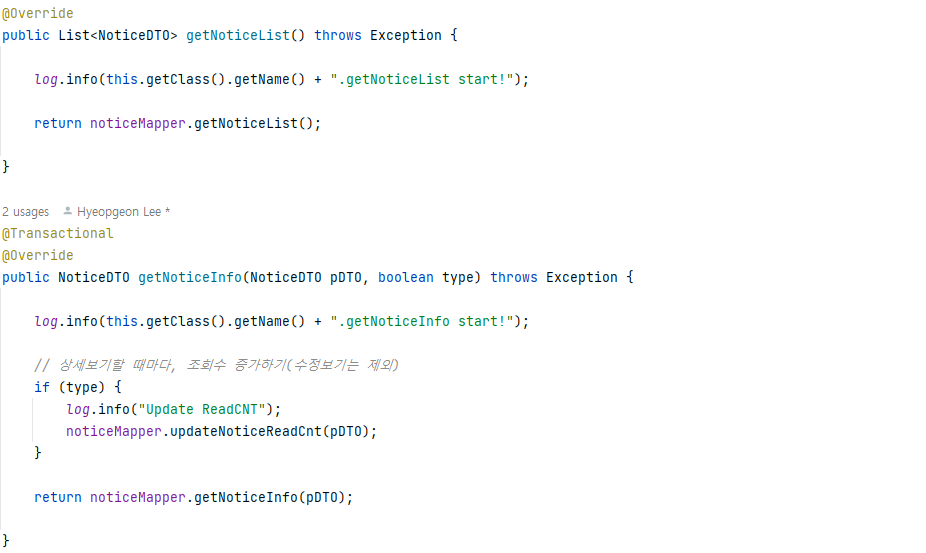 @Override
public List<NoticeDTO> getNoticeList() throws Exception {
log.info(this.getClass().getName() + ".getNoticeList start!");
return noticeMapper.getNoticeList();
}
2 usages Hyeopgeon Lee *
@Transactional
@Override
public NoticeDTO getNoticeInfo(NoticeDTO pDTO, boolean type) throws Exception {
log.info(this.getClass().getName() + ".getNoticeInfo start!");
// 상세보기할 때마다, 조회수 증가하기(수정보기는 제외)
if (type) {
log.info("Update ReadCNT");
noticeMapper.updateNoticeReadCnt(pDTO);
}
return noticeMapper.getNoticeInfo(pDTO);
}